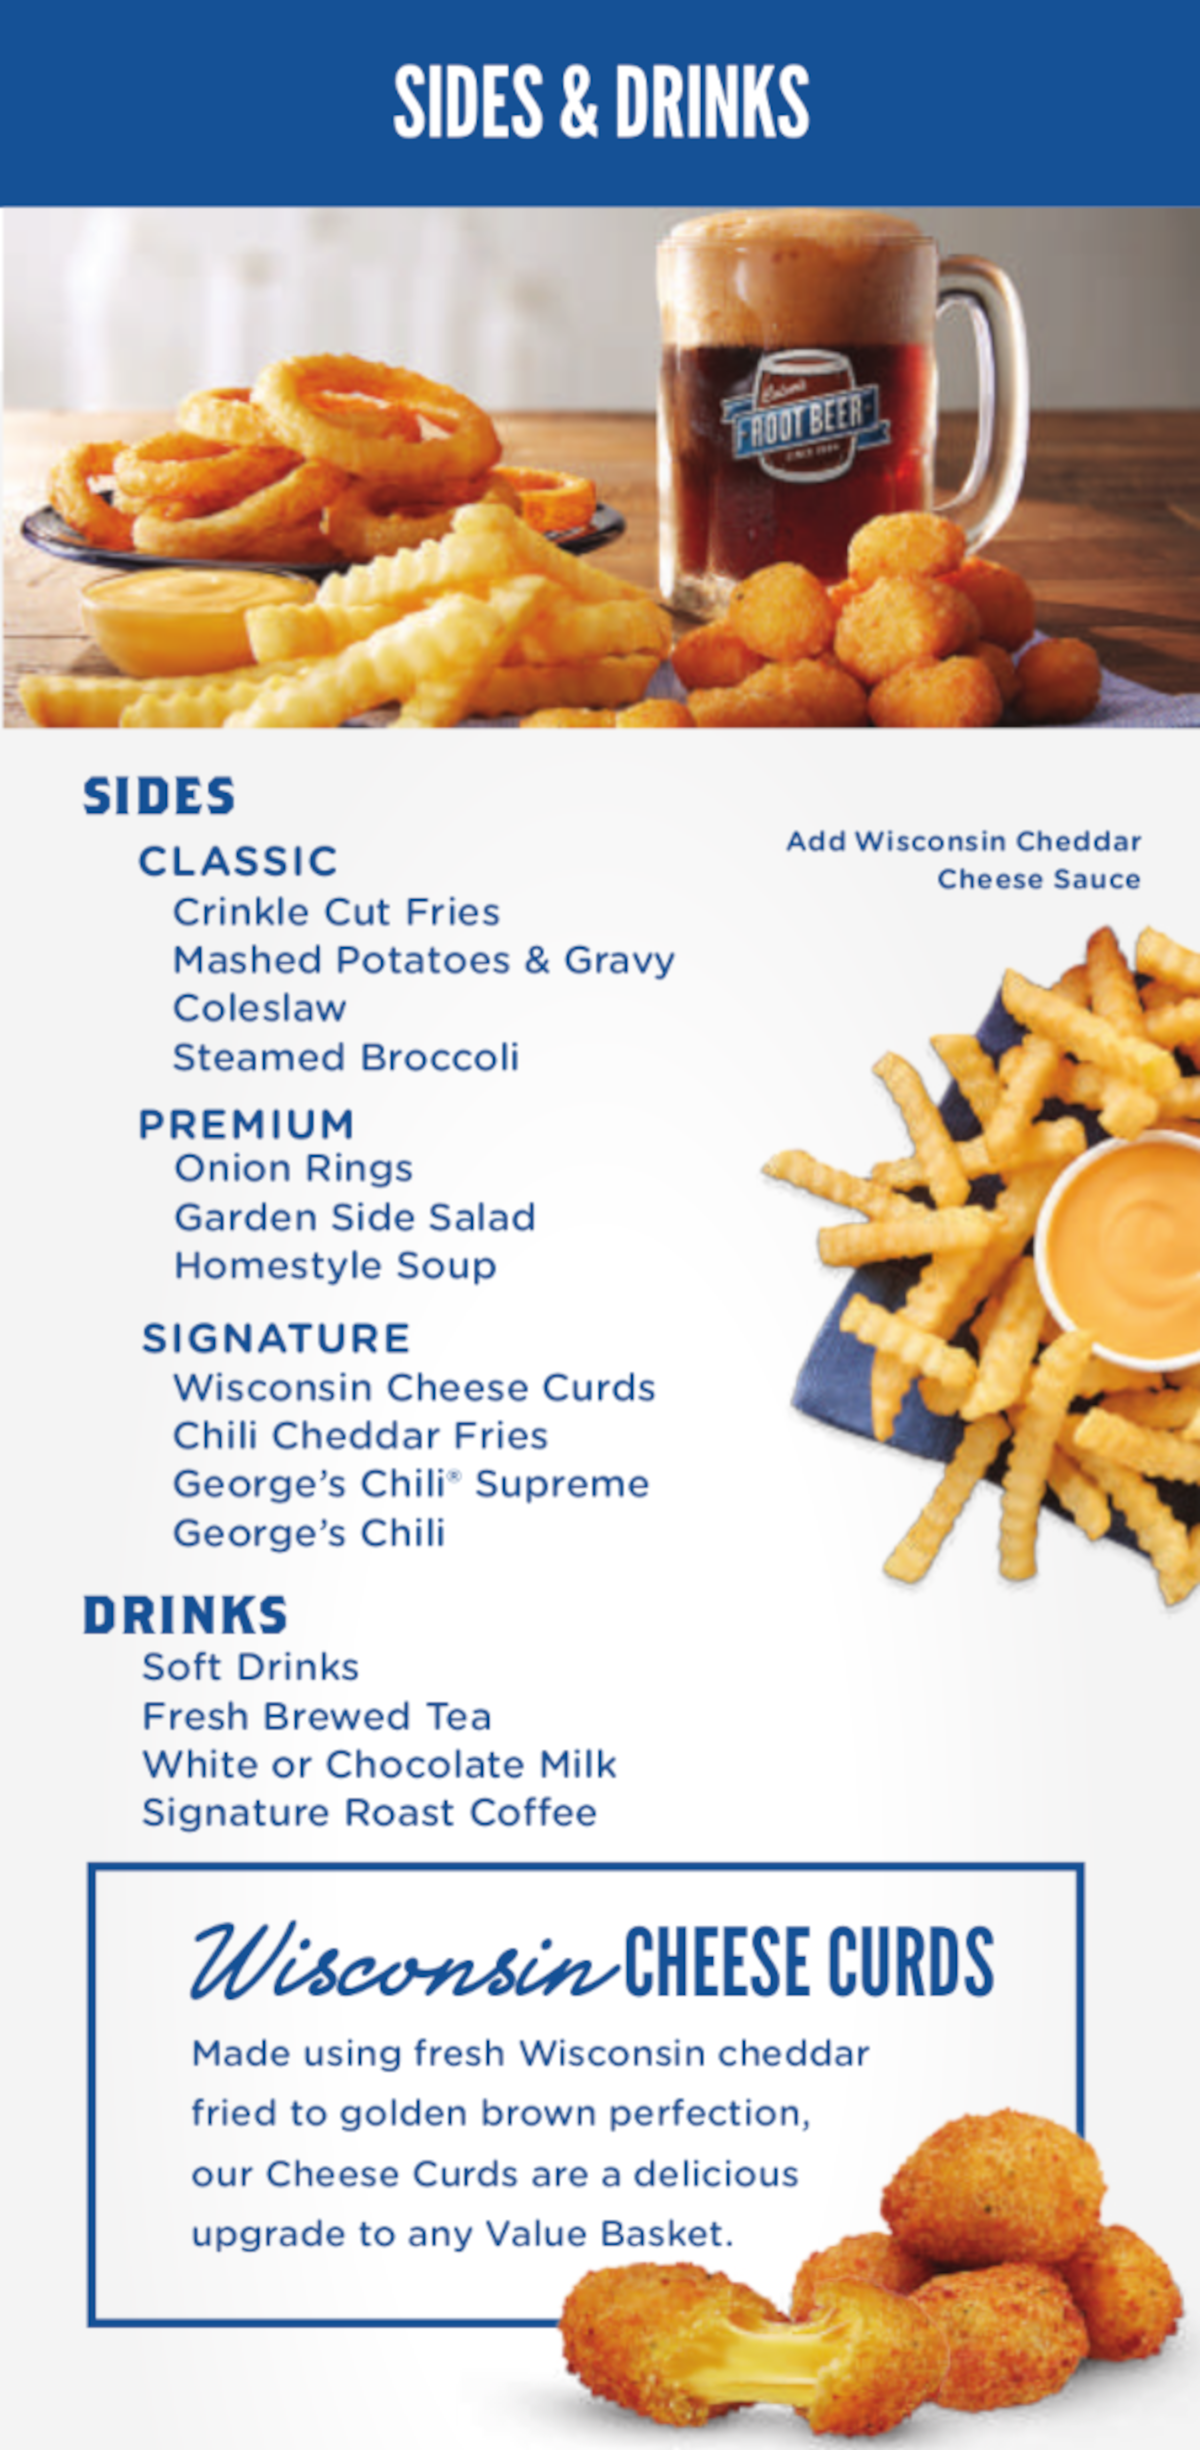 SIDES & DRINKS
Culver's
ROOT BEER
SINCE 1984
SIDES
Add Wisconsin Cheddar
Cheese Sauce
CLASSIC
Crinkle Cut Fries
Mashed Potatoes & Gravy
Coleslaw
Steamed Broccoli
PREMIUM
Onion Rings
Garden Side Salad
Homestyle Soup
SIGNATURE
Wisconsin Cheese Curds
Chili Cheddar Fries
George’s Chili® Supreme
George’s Chili
DRINKS
Soft Drinks
Fresh Brewed Tea
White or Chocolate Milk
Signature Roast Coffee
Wisconsin CHEESE CURDS
Made using fresh Wisconsin cheddar
fried to golden brown perfection,
our Cheese Curds are a delicious
upgrade to any Value Basket.